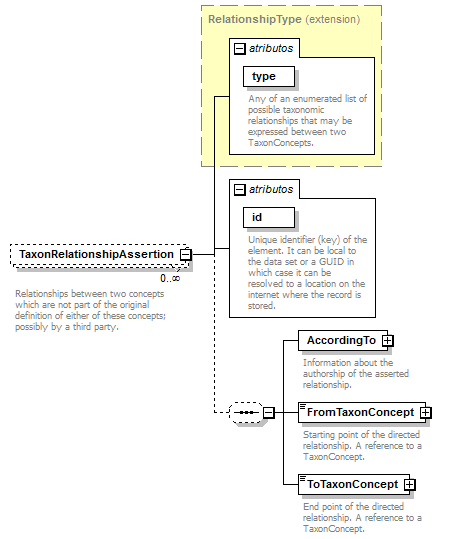 RelationshipType (extension)
atributos
type
Any of an enumerated list of
possible taxonomic
relationships that may be
expressed between two
TaxonConcepts.
atributos
id
Unique identifier (key) of the
element. It can be local to
the data set or a GUID in
which case it can be
resolved to a location on the
internet where the record is
stored.
TaxonRelationshipAssertion
0..∞
Relationships between two concepts
which are not part of the original
definition of either of these concepts;
possibly by a third party.
AccordingTo
Information about the
authorship of the asserted
relationship.
FromTaxonConcept
Starting point of the directed
relationship. A reference to a
TaxonConcept.
ToTaxonConcept
End point of the directed
relationship. A reference to a
TaxonConcept.